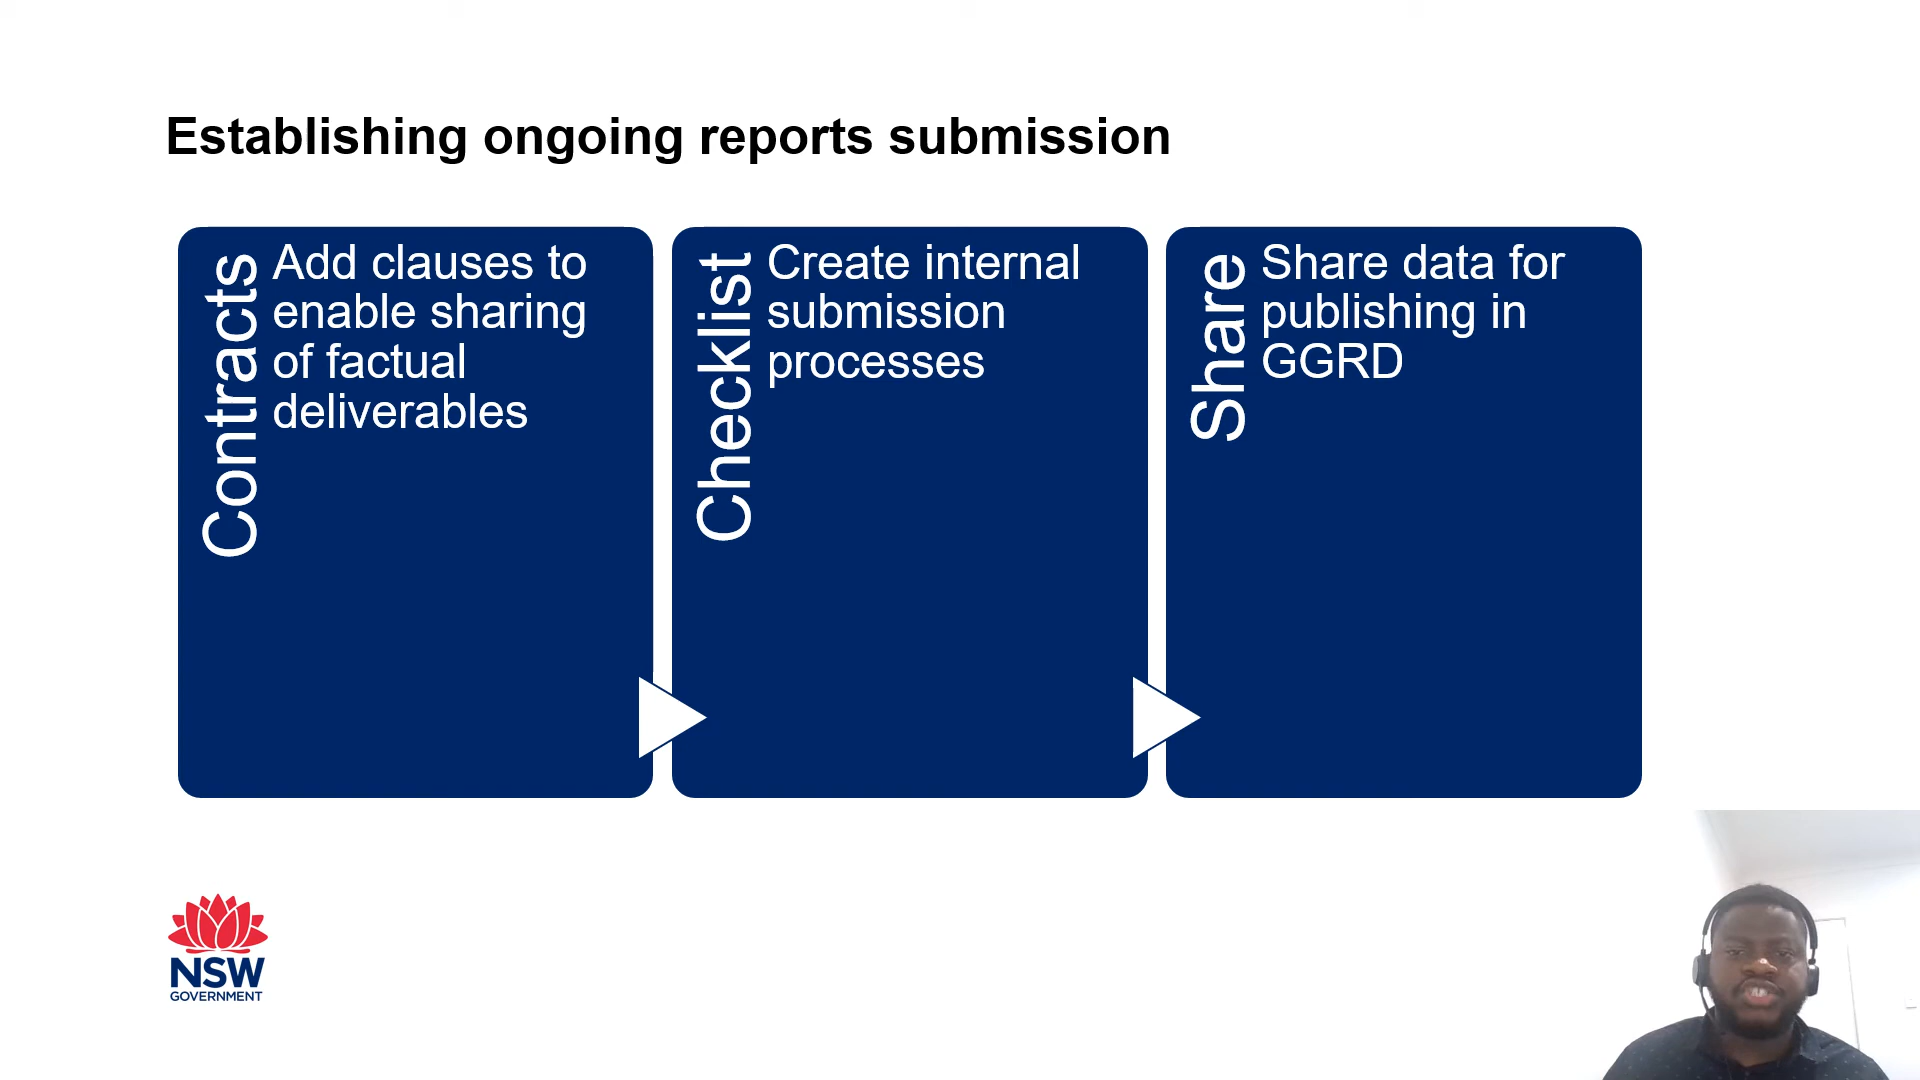 Establishing ongoing reports submission
Contracts
Add clauses to
enable sharing
of factual
deliverables
Checklist
Create internal
submission
processes
Share
Share data for
publishing in
GGRD
NSW
GOVERNMENT